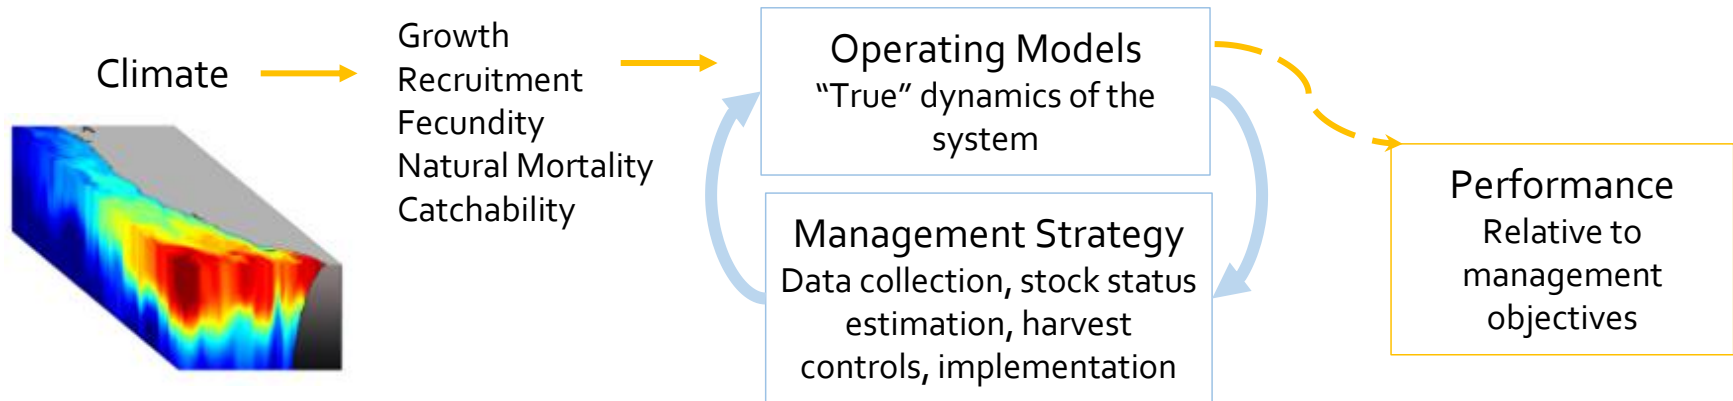 Climate
Growth
Recruitment
Fecundity
Natural Mortality
Catchability
Operating Models
“True” dynamics of the
system
Management Strategy
Data collection, stock status
estimation, harvest
controls, implementation
Performance
Relative to
management
objectives